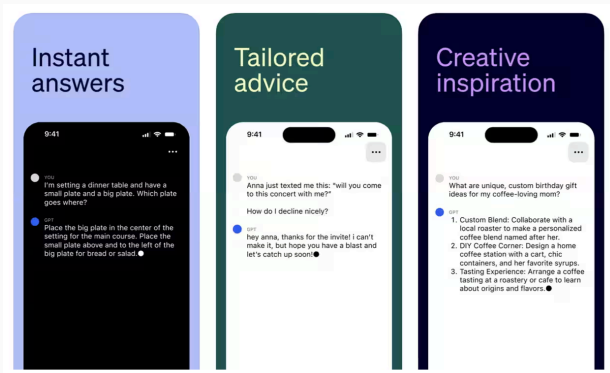 Instant
answers
9:41
YOU
I'm setting a dinner table and have a
small plate and a big plate. Which plate
goes where?
GPT
Place the big plate in the center of the
setting for the main course. Place the
small plate above and to the left of the
big plate for bread or salad.
Tailored
advice
9:41
YOU
Anna just texted me this: "will you come
to this concert with me?"
How do I decline nicely?
GPT
hey anna, thanks for the invite! i can't
make it, but hope you have a blast and
let's catch up soon!
Creative
inspiration
9:41
YOU
What are unique, custom birthday gift
ideas for my coffee-loving mom?
GPT
1. Custom Blend: Collaborate with a
local roaster to make a personalized
coffee blend named after her.
2. DIY Coffee Corner: Design a home
coffee station with a cart, chic
containers, and her favorite syrups.
3. Tasting Experience: Arrange a coffee
tasting at a roastery or cafe to learn
about origins and flavors.